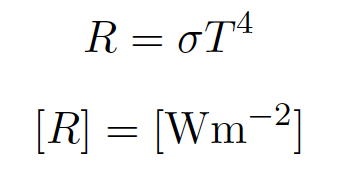 R = σT⁴
[R] = [Wm⁻²]